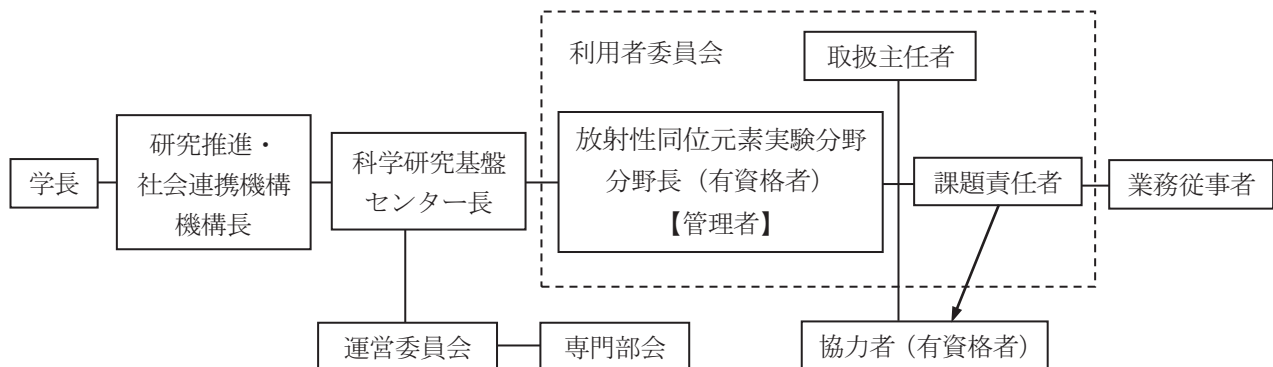 利用者委員会
取扱主任者
学長
研究推進・
社会連携機構
機構長
科学研究基盤
センター長
放射性同位元素実験分野
分野長（有資格者）
【管理者】
課題責任者
業務従事者
運営委員会
専門部会
協力者（有資格者）